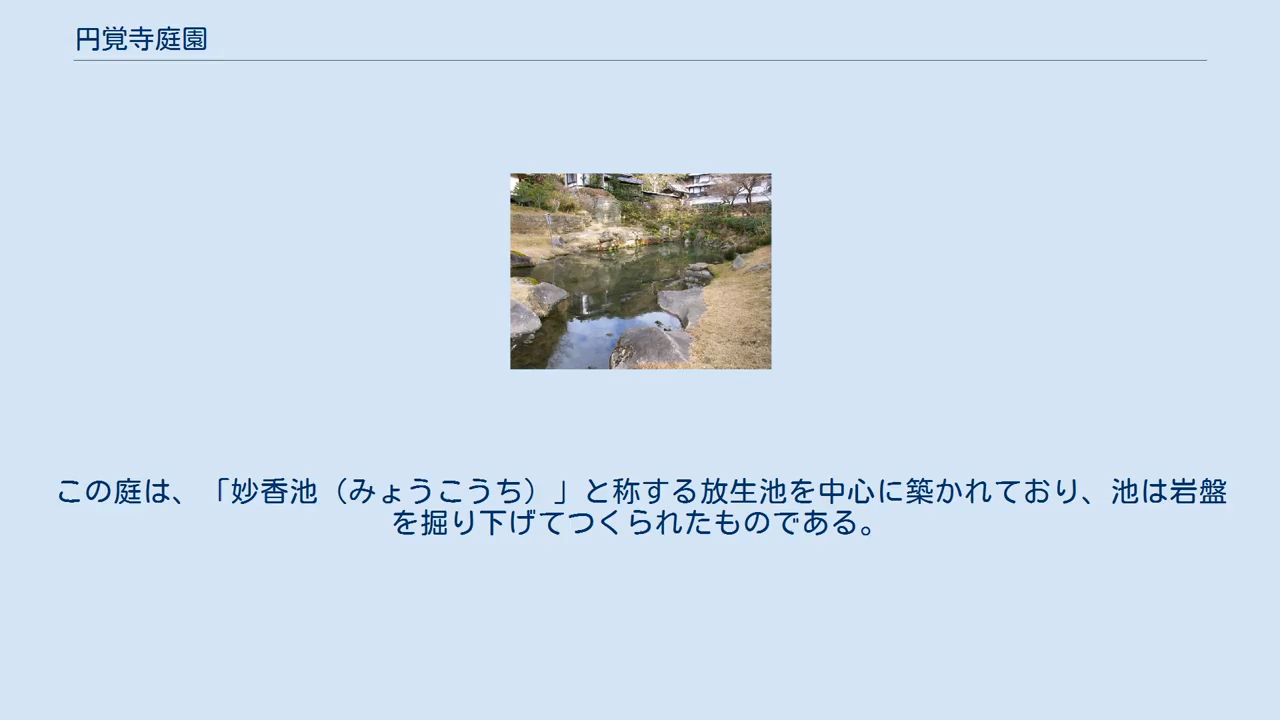 円覚寺庭園
この庭は、「妙香池（みょうこうち）」と称する放生池を中心に築かれており、池は岩盤
を掘り下げてつくられたものである。